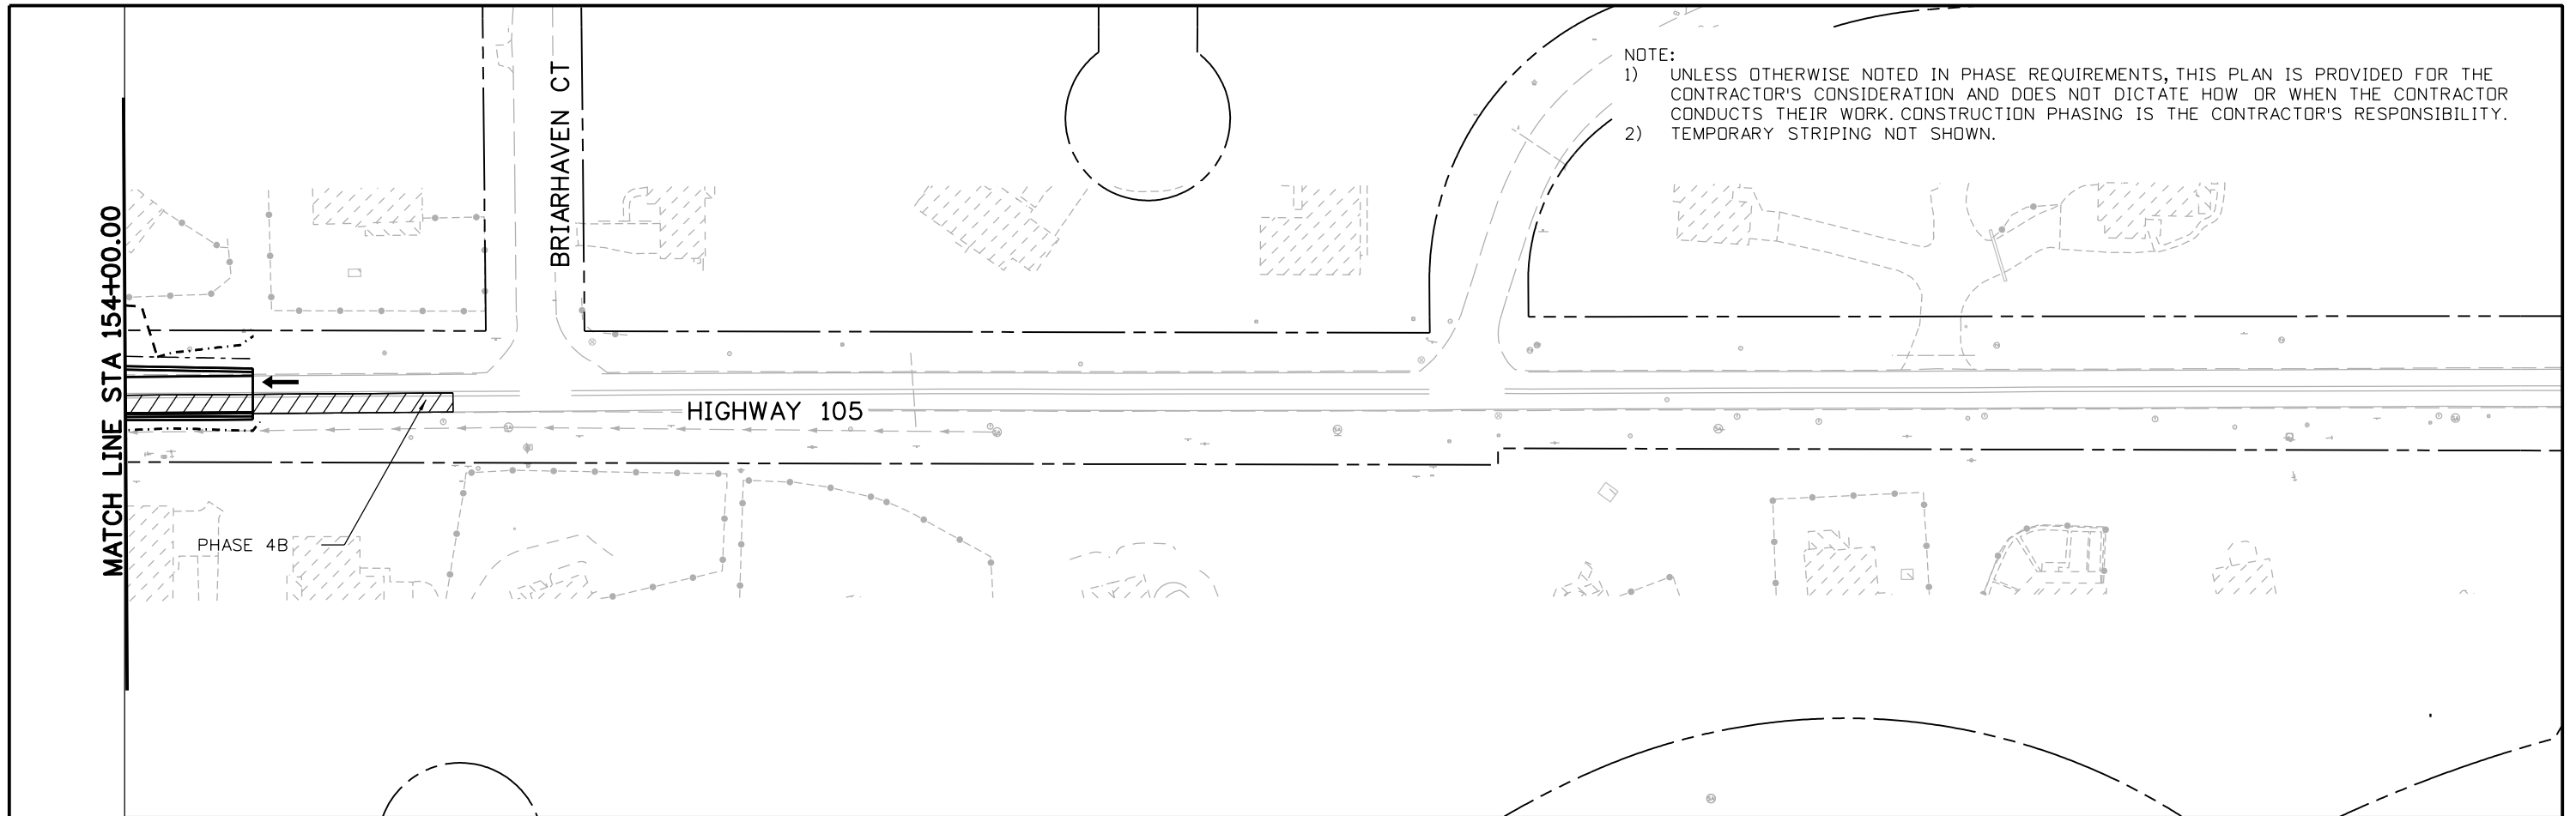 NOTE:
1) UNLESS OTHERWISE NOTED IN PHASE REQUIREMENTS, THIS PLAN IS PROVIDED FOR THE
CONTRACTOR'S CONSIDERATION AND DOES NOT DICTATE HOW OR WHEN THE CONTRACTOR
CONDUCTS THEIR WORK. CONSTRUCTION PHASING IS THE CONTRACTOR'S RESPONSIBILITY.
2) TEMPORARY STRIPING NOT SHOWN.
BRIARHAVEN CT
MATCH LINE STA 154+00.00
HIGHWAY 105
PHASE 4B